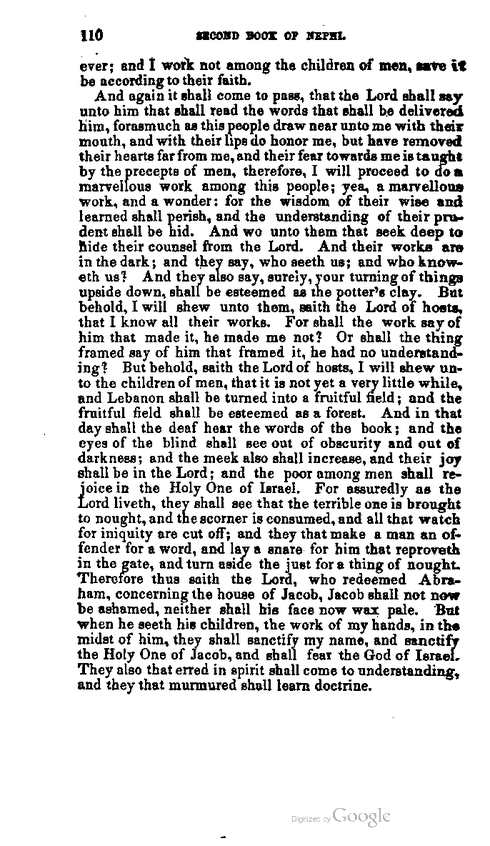 110 SECOND BOOK OF NEPHI.
ever; and I work not among the children of men, save it
be according to their faith.
And again it shall come to pass, that the Lord shall say
unto him that shall read the words that shall be delivered
him, forasmuch as this people draw near unto me with their
mouth, and with their lips do honor me, but have removed
their hearts far from me, and their fear towards me is taught
by the precepts of men, therefore, I will proceed to do a
marvellous work among this people; yea, a marvellous
work, and a wonder: for the wisdom of their wise and
learned shall perish, and the understanding of their pru-
dent shall be hid. And wo unto them that seek deep to
hide their counsel from the Lord. And their works are
in the dark; and they say, who seeth us; and who know-
eth us? And they also say, surely, your turning of things
upside down, shall be esteemed as the potter's clay. But
behold, I will shew unto them, saith the Lord of hosts,
that I know all their works. For shall the work say of
him that made it, he made me not? Or shall the thing
framed say of him that framed it, he had no understand-
ing? But behold, saith the Lord of hosts, I will shew un-
to the children of men, that it is not yet a very little while,
and Lebanon shall be turned into a fruitful field; and the
fruitful field shall be esteemed as a forest. And in that
day shall the deaf hear the words of the book; and the
eyes of the blind shall see out of obscurity and out of
darkness; and the meek also shall increase, and their joy
shall be in the Lord; and the poor among men shall re-
joice in the Holy One of Israel. For assuredly as the
Lord liveth, they shall see that the terrible one is brought
to nought, and the scorner is consumed, and all that watch
for iniquity are cut off; and they that make a man an of-
fender for a word, and lay a snare for him that reproveth
in the gate, and turn aside the just for a thing of nought.
Therefore thus saith the Lord, who redeemed Abra-
ham, concerning the house of Jacob, Jacob shall not now
be ashamed, neither shall his face now wax pale. But
when he seeth his children, the work of my hands, in the
midst of him, they shall sanctify my name, and sanctify
the Holy One of Jacob, and shall fear the God of Israel.
They also that erred in spirit shall come to understanding,
and they that murmured shall learn doctrine.
Digitized by Google